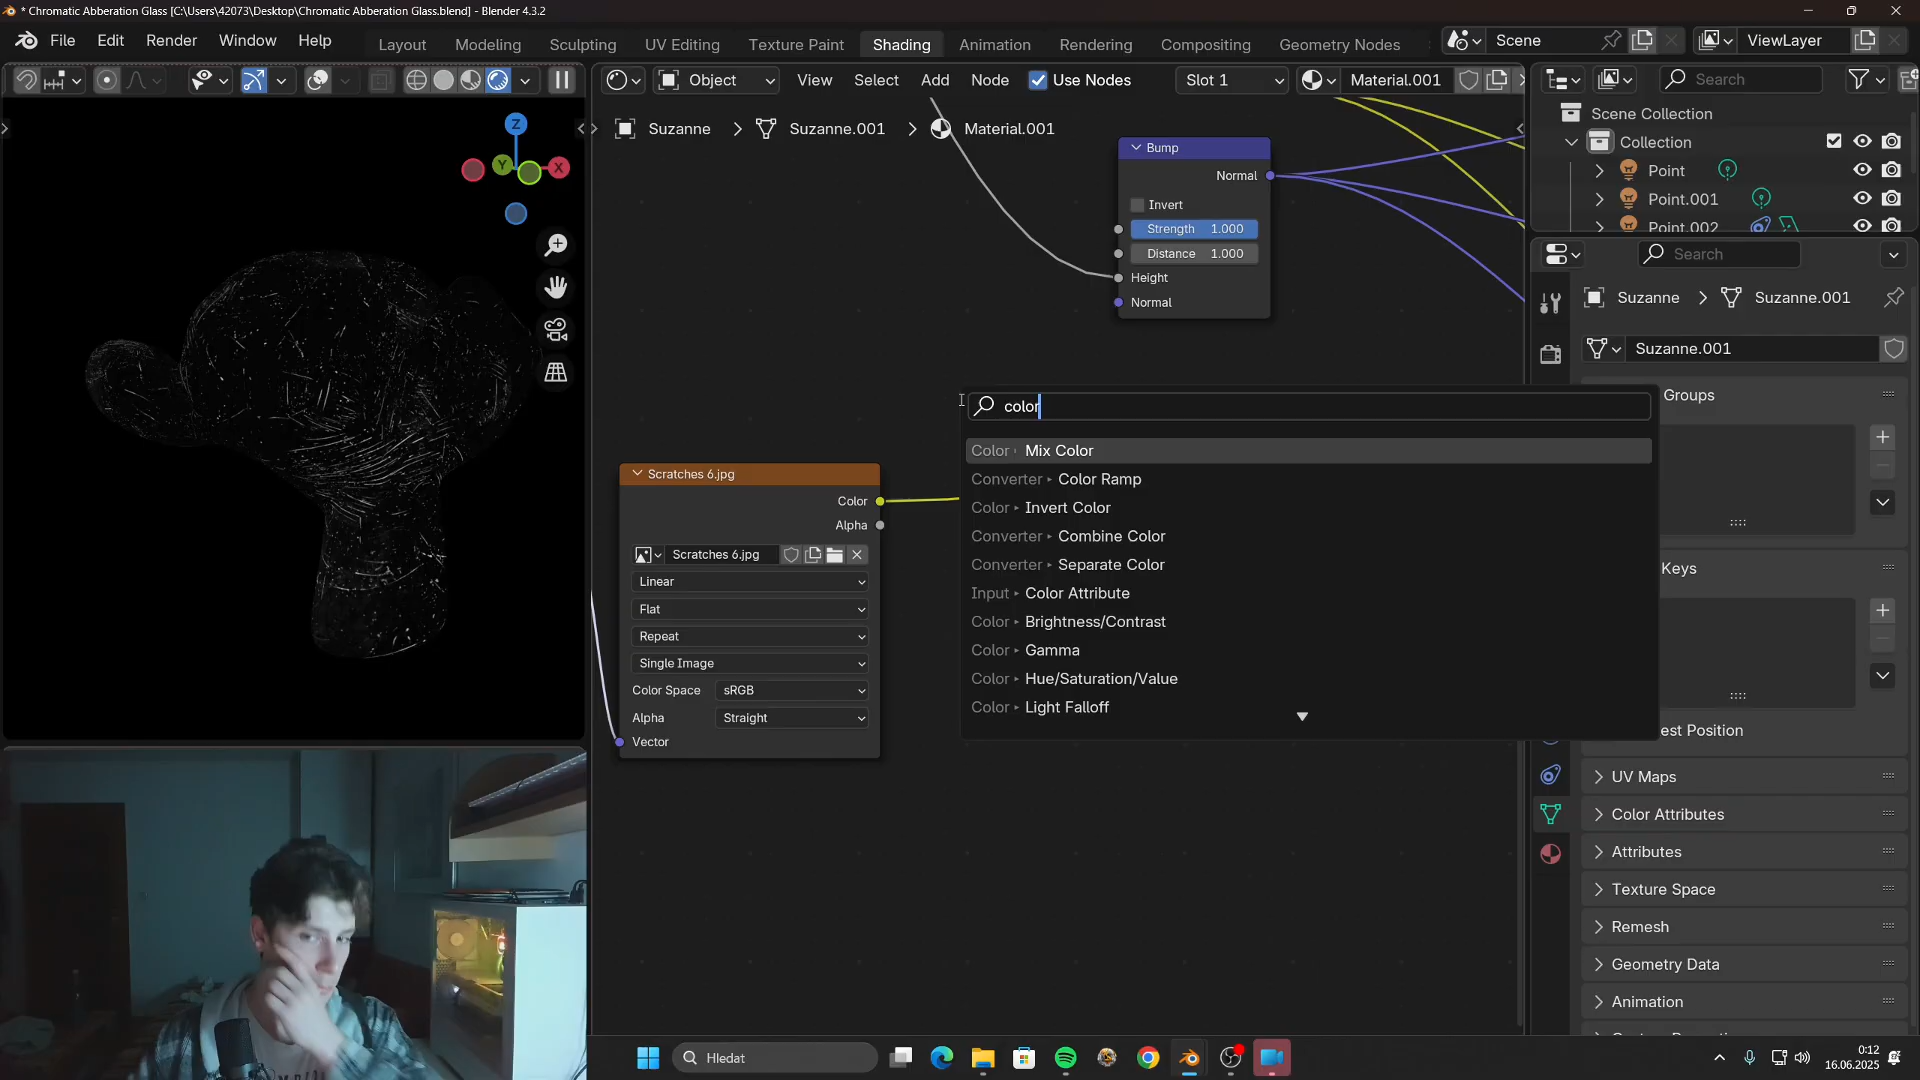 * Chromatic Abberation Glass [C:\Users\42073\Desktop\Chromatic Abberation Glass.blend] - Blender 4.3.2
File Edit Render Window Help Layout Modeling Sculpting UV Editing Texture Paint Shading Animation Rendering Compositing Geometry Nodes Scene ViewLayer
Object View Select Add Node Use Nodes Slot 1 Material.001 Search
Suzanne > Suzanne.001 > Material.001
Scene Collection
Collection
Point
Point.001
Point.002
Z
Y
X
Bump
Normal
Invert
Strength 1.000
Distance 1.000
Height
Normal
Search
Suzanne > Suzanne.001
Suzanne.001
Groups
color
Color ▸ Mix Color
Converter ▸ Color Ramp
Color ▸ Invert Color
Converter ▸ Combine Color
Converter ▸ Separate Color
Input ▸ Color Attribute
Color ▸ Brightness/Contrast
Color ▸ Gamma
Color ▸ Hue/Saturation/Value
Color ▸ Light Falloff
Scratches 6.jpg
Color
Alpha
Scratches 6.jpg
Linear
Flat
Repeat
Single Image
Color Space sRGB
Alpha Straight
Vector
Keys
est Position
UV Maps
Color Attributes
Attributes
Texture Space
Remesh
Geometry Data
Animation
Hledat
0:12
16.06.2025